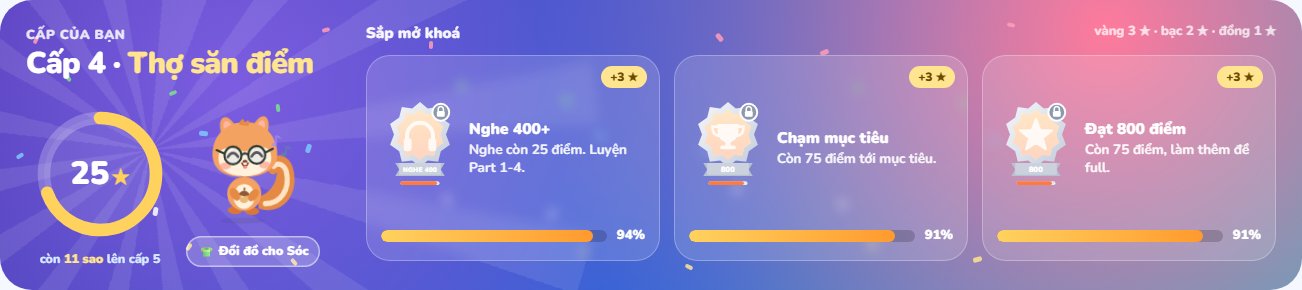 CẤP CỦA BẠN
Cấp 4 · Thợ săn điểm
25 ★
còn 11 sao lên cấp 5
Đổi đồ cho Sóc
Sắp mở khoá
vàng 3 ★ · bạc 2 ★ · đồng 1 ★
+3 ★
NGHE 400
Nghe 400+
Nghe còn 25 điểm. Luyện
Part 1-4.
94%
+3 ★
800
Chạm mục tiêu
Còn 75 điểm tới mục tiêu.
91%
+3 ★
800
Đạt 800 điểm
Còn 75 điểm, làm thêm đề
full.
91%